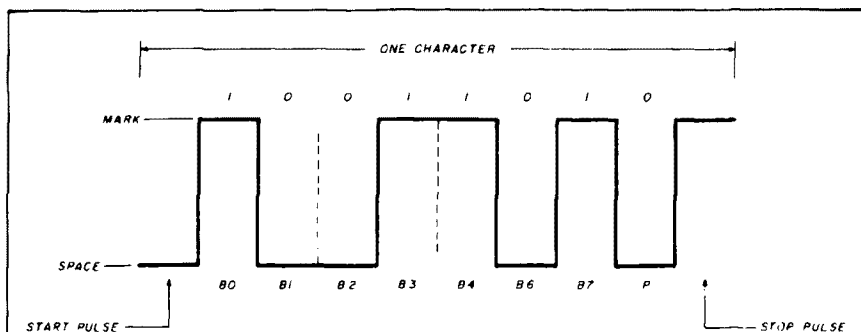 ONE CHARACTER
1 0 0 1 1 0 1 0
MARK
SPACE
B0 B1 B2 B3 B4 B6 B7 P
START PULSE STOP PULSE